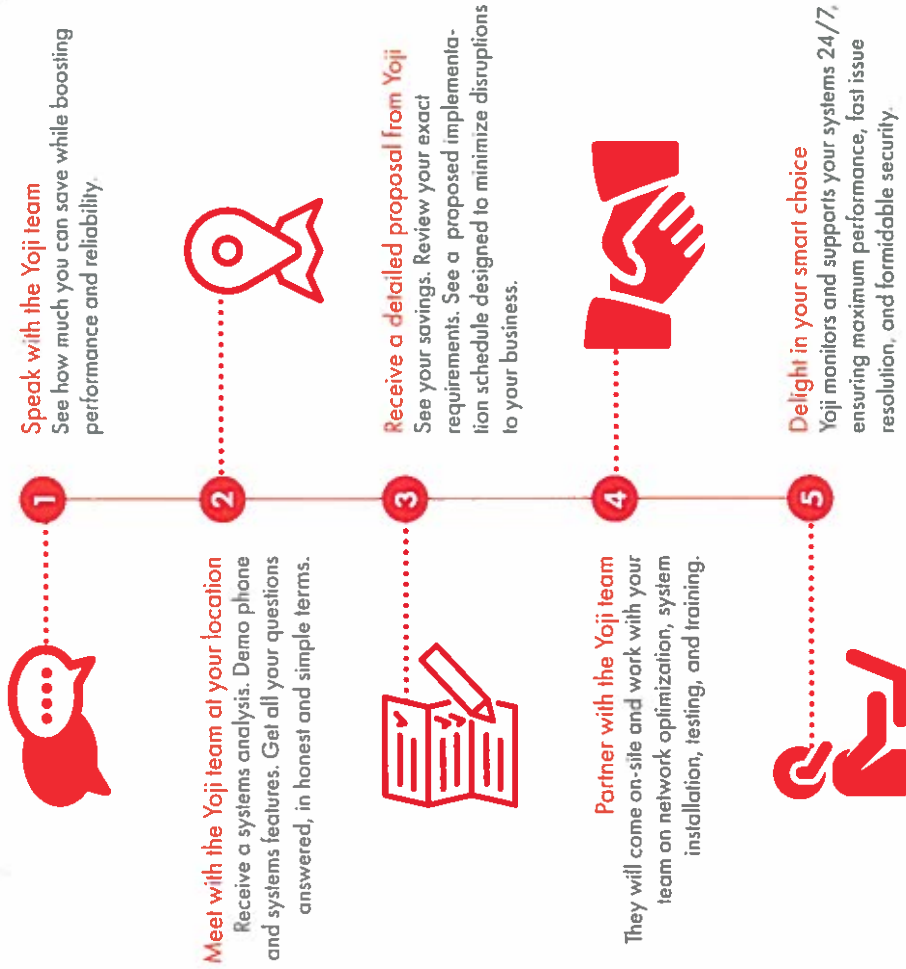 1
Speak with the Yoji team
See how much you can save while boosting
performance and reliability.
2
Meet with the Yoji team at your location
Receive a systems analysis. Demo phone
and systems features. Get all your questions
answered, in honest and simple terms.
3
Receive a detailed proposal from Yoji
See your savings. Review your exact
requirements. See a proposed implementa-
tion schedule designed to minimize disruptions
to your business.
4
Partner with the Yoji team
They will come on-site and work with your
team on network optimization, system
installation, testing, and training.
5
Delight in your smart choice
Yoji monitors and supports your systems 24/7,
ensuring maximum performance, fast issue
resolution, and formidable security.